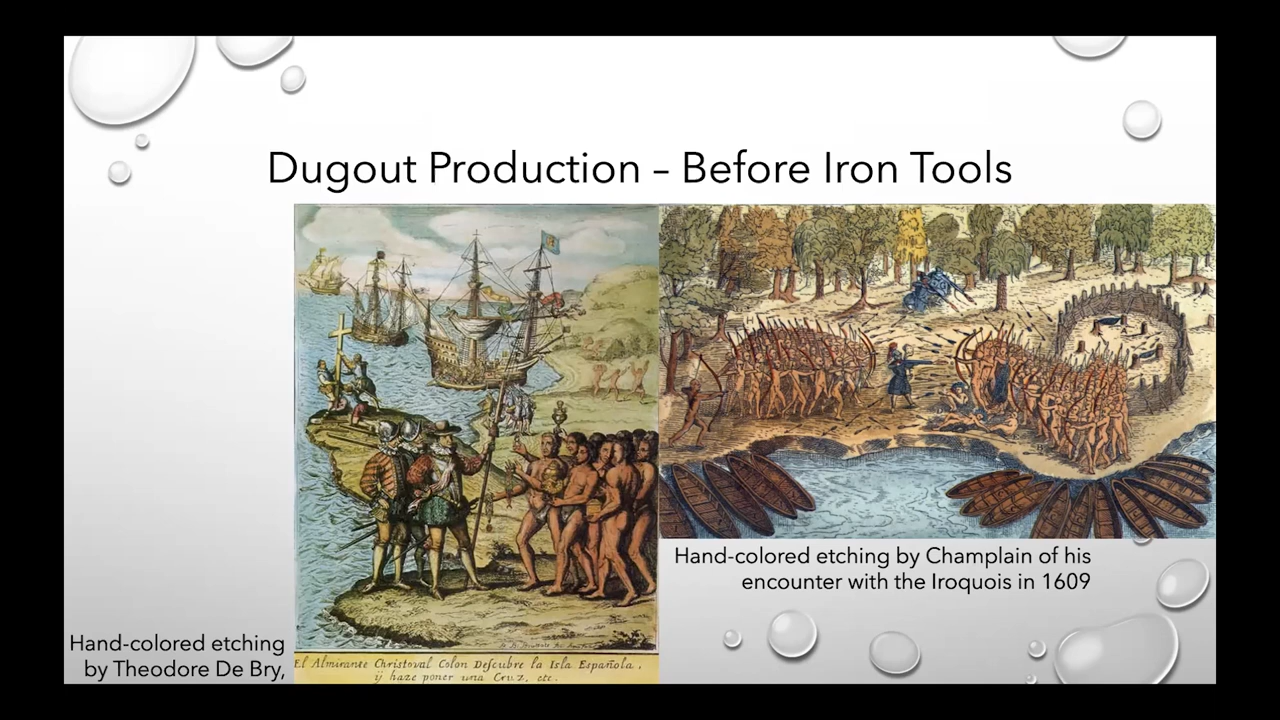 Dugout Production – Before Iron Tools
Hand-colored etching by Champlain of his
encounter with the Iroquois in 1609
Hand-colored etching
by Theodore De Bry,
El Almirante Christoval Colon Descubre la Isla Española,
ij haze poner una Cruz, etc.